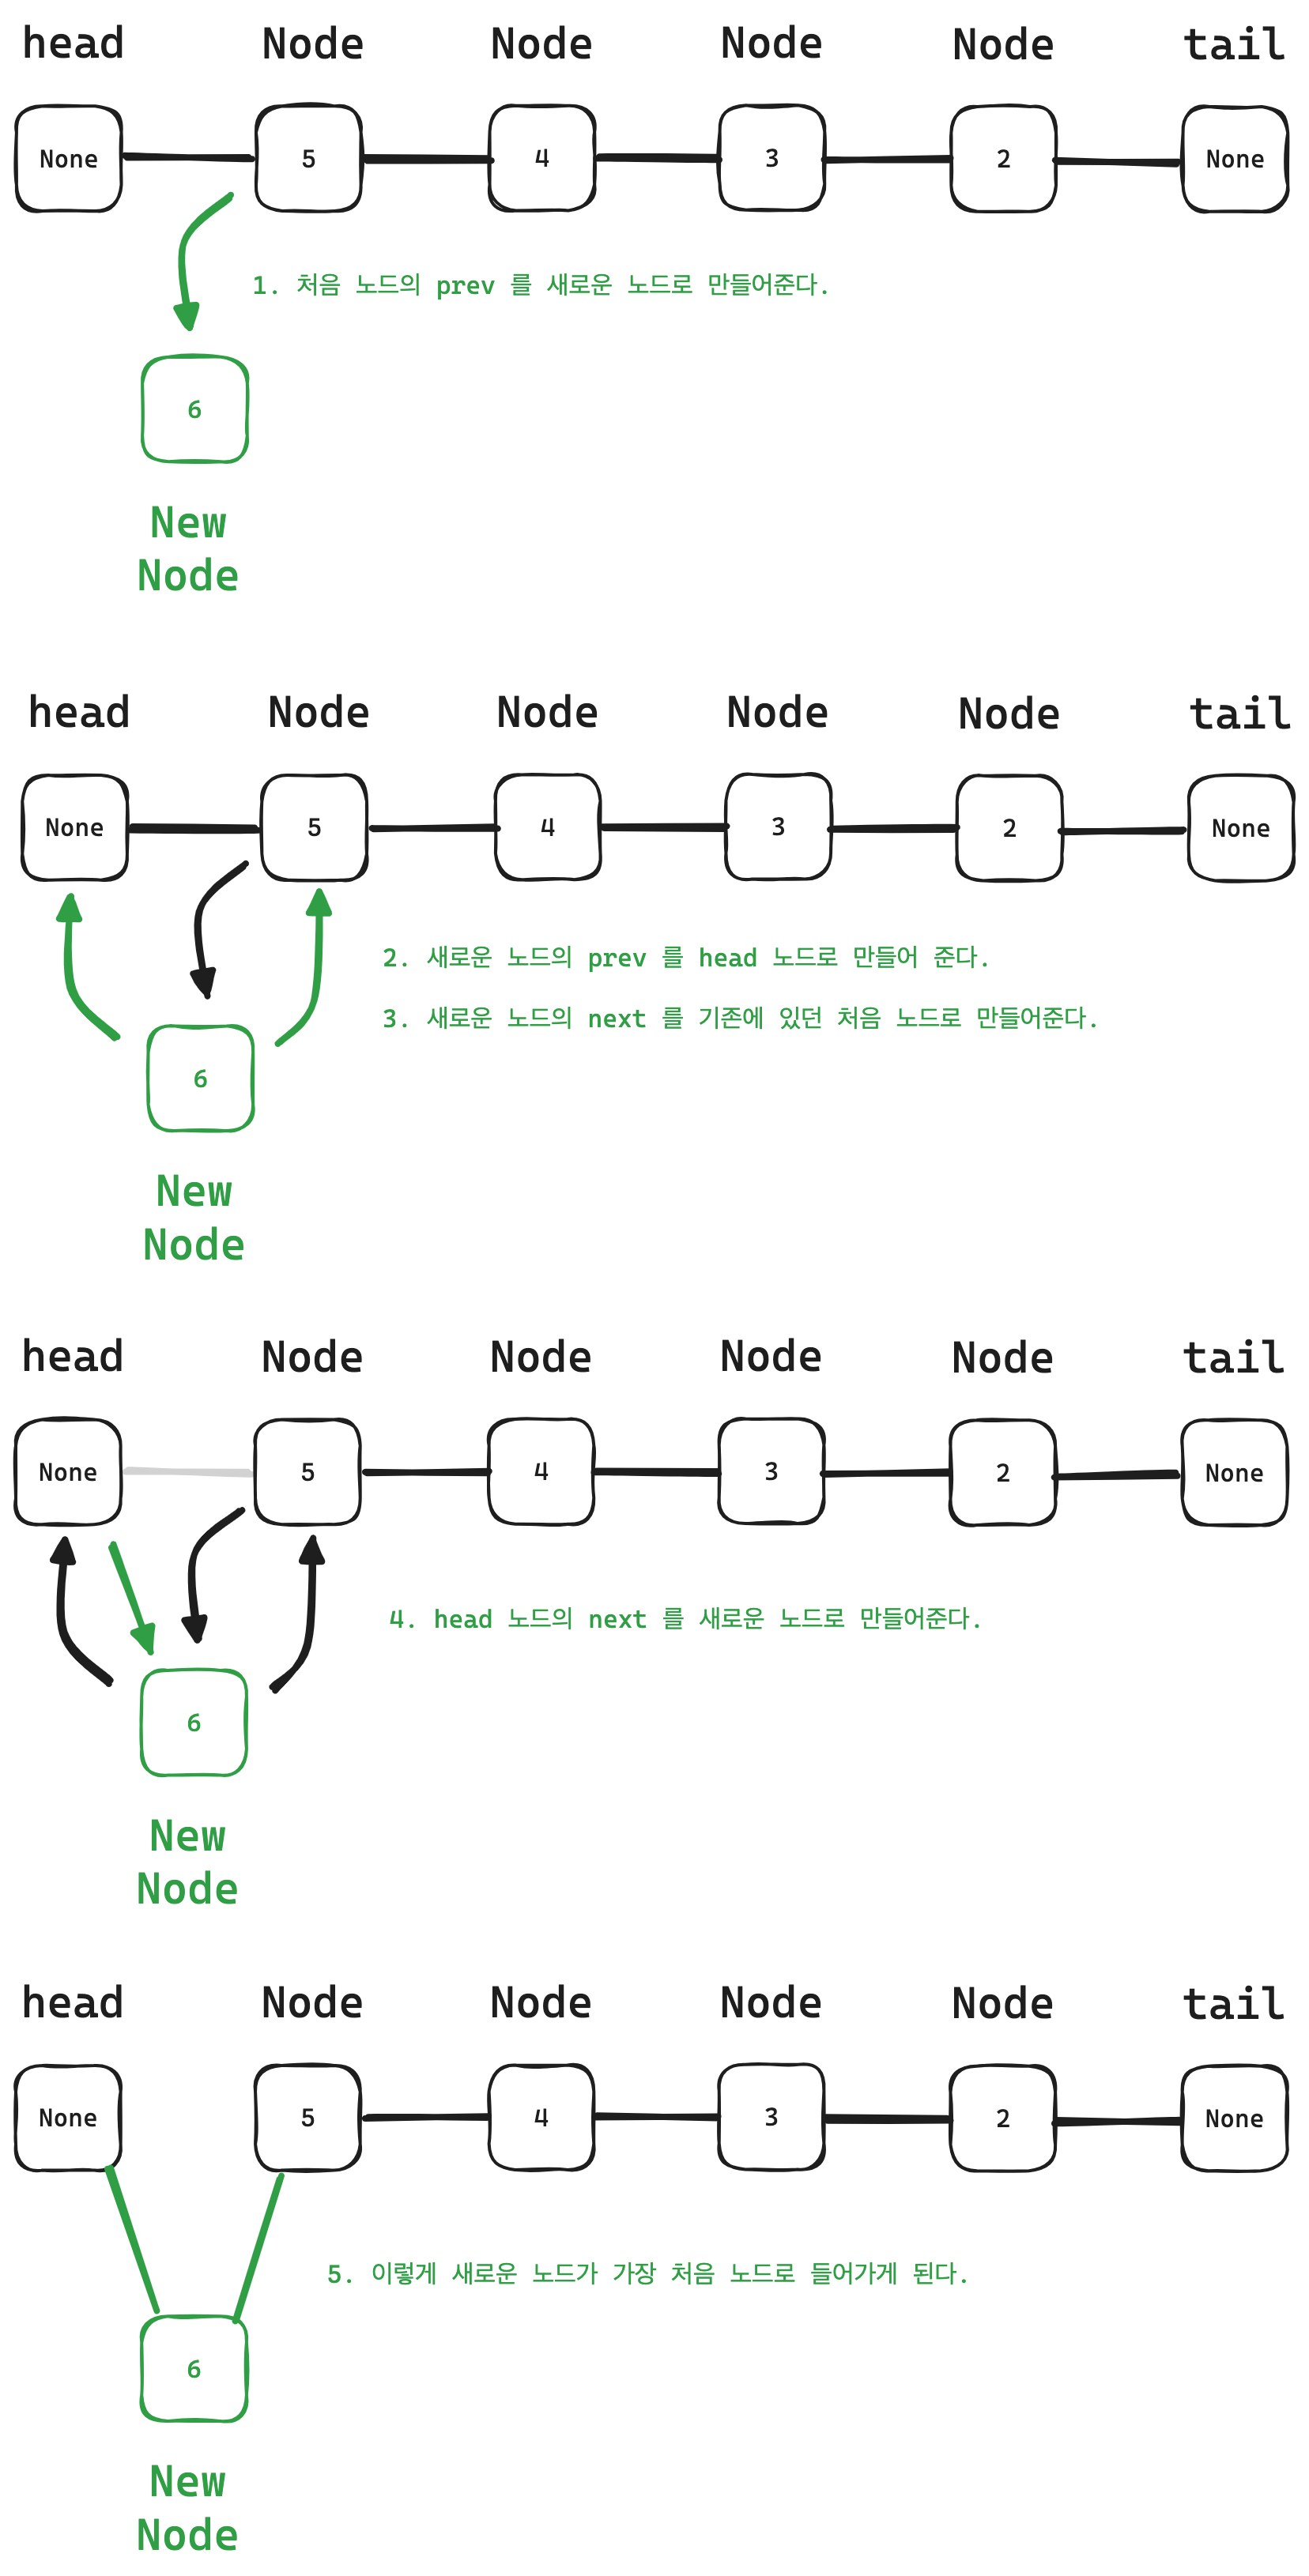 head Node Node Node Node tail
None 5 4 3 2 None
1. 처음 노드의 prev 를 새로운 노드로 만들어준다.
6
New
Node
head Node Node Node Node tail
None 5 4 3 2 None
2. 새로운 노드의 prev 를 head 노드로 만들어 준다.
3. 새로운 노드의 next 를 기존에 있던 처음 노드로 만들어준다.
6
New
Node
head Node Node Node Node tail
None 5 4 3 2 None
4. head 노드의 next 를 새로운 노드로 만들어준다.
6
New
Node
head Node Node Node Node tail
None 5 4 3 2 None
5. 이렇게 새로운 노드가 가장 처음 노드로 들어가게 된다.
6
New
Node